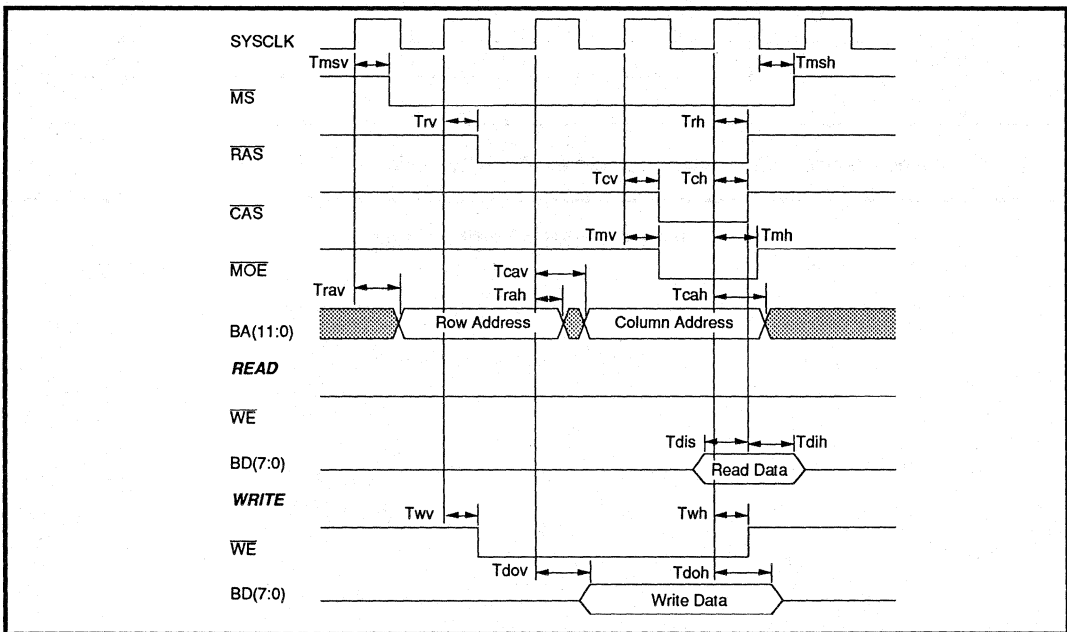 SYSCLK
Tmsv Tmsh
MS
Trv Trh
RAS
Tcv Tch
CAS
Tmv Tmh
MOE
Tcav
Trav Trah Tcah
BA(11:0) Row Address Column Address
READ
WE
Tdis Tdih
BD(7:0) Read Data
WRITE
Twv Twh
WE
Tdov Tdoh
BD(7:0) Write Data